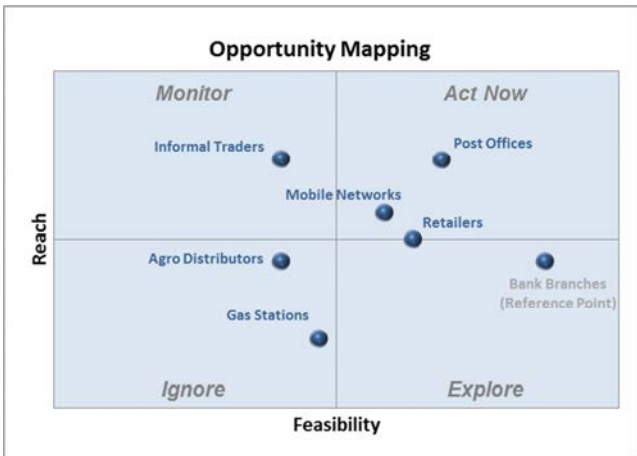 Opportunity Mapping
Monitor
Act Now
Informal Traders
Post Offices
Mobile Networks
Retailers
Reach
Agro Distributors
Bank Branches
(Reference Point)
Gas Stations
Ignore
Explore
Feasibility